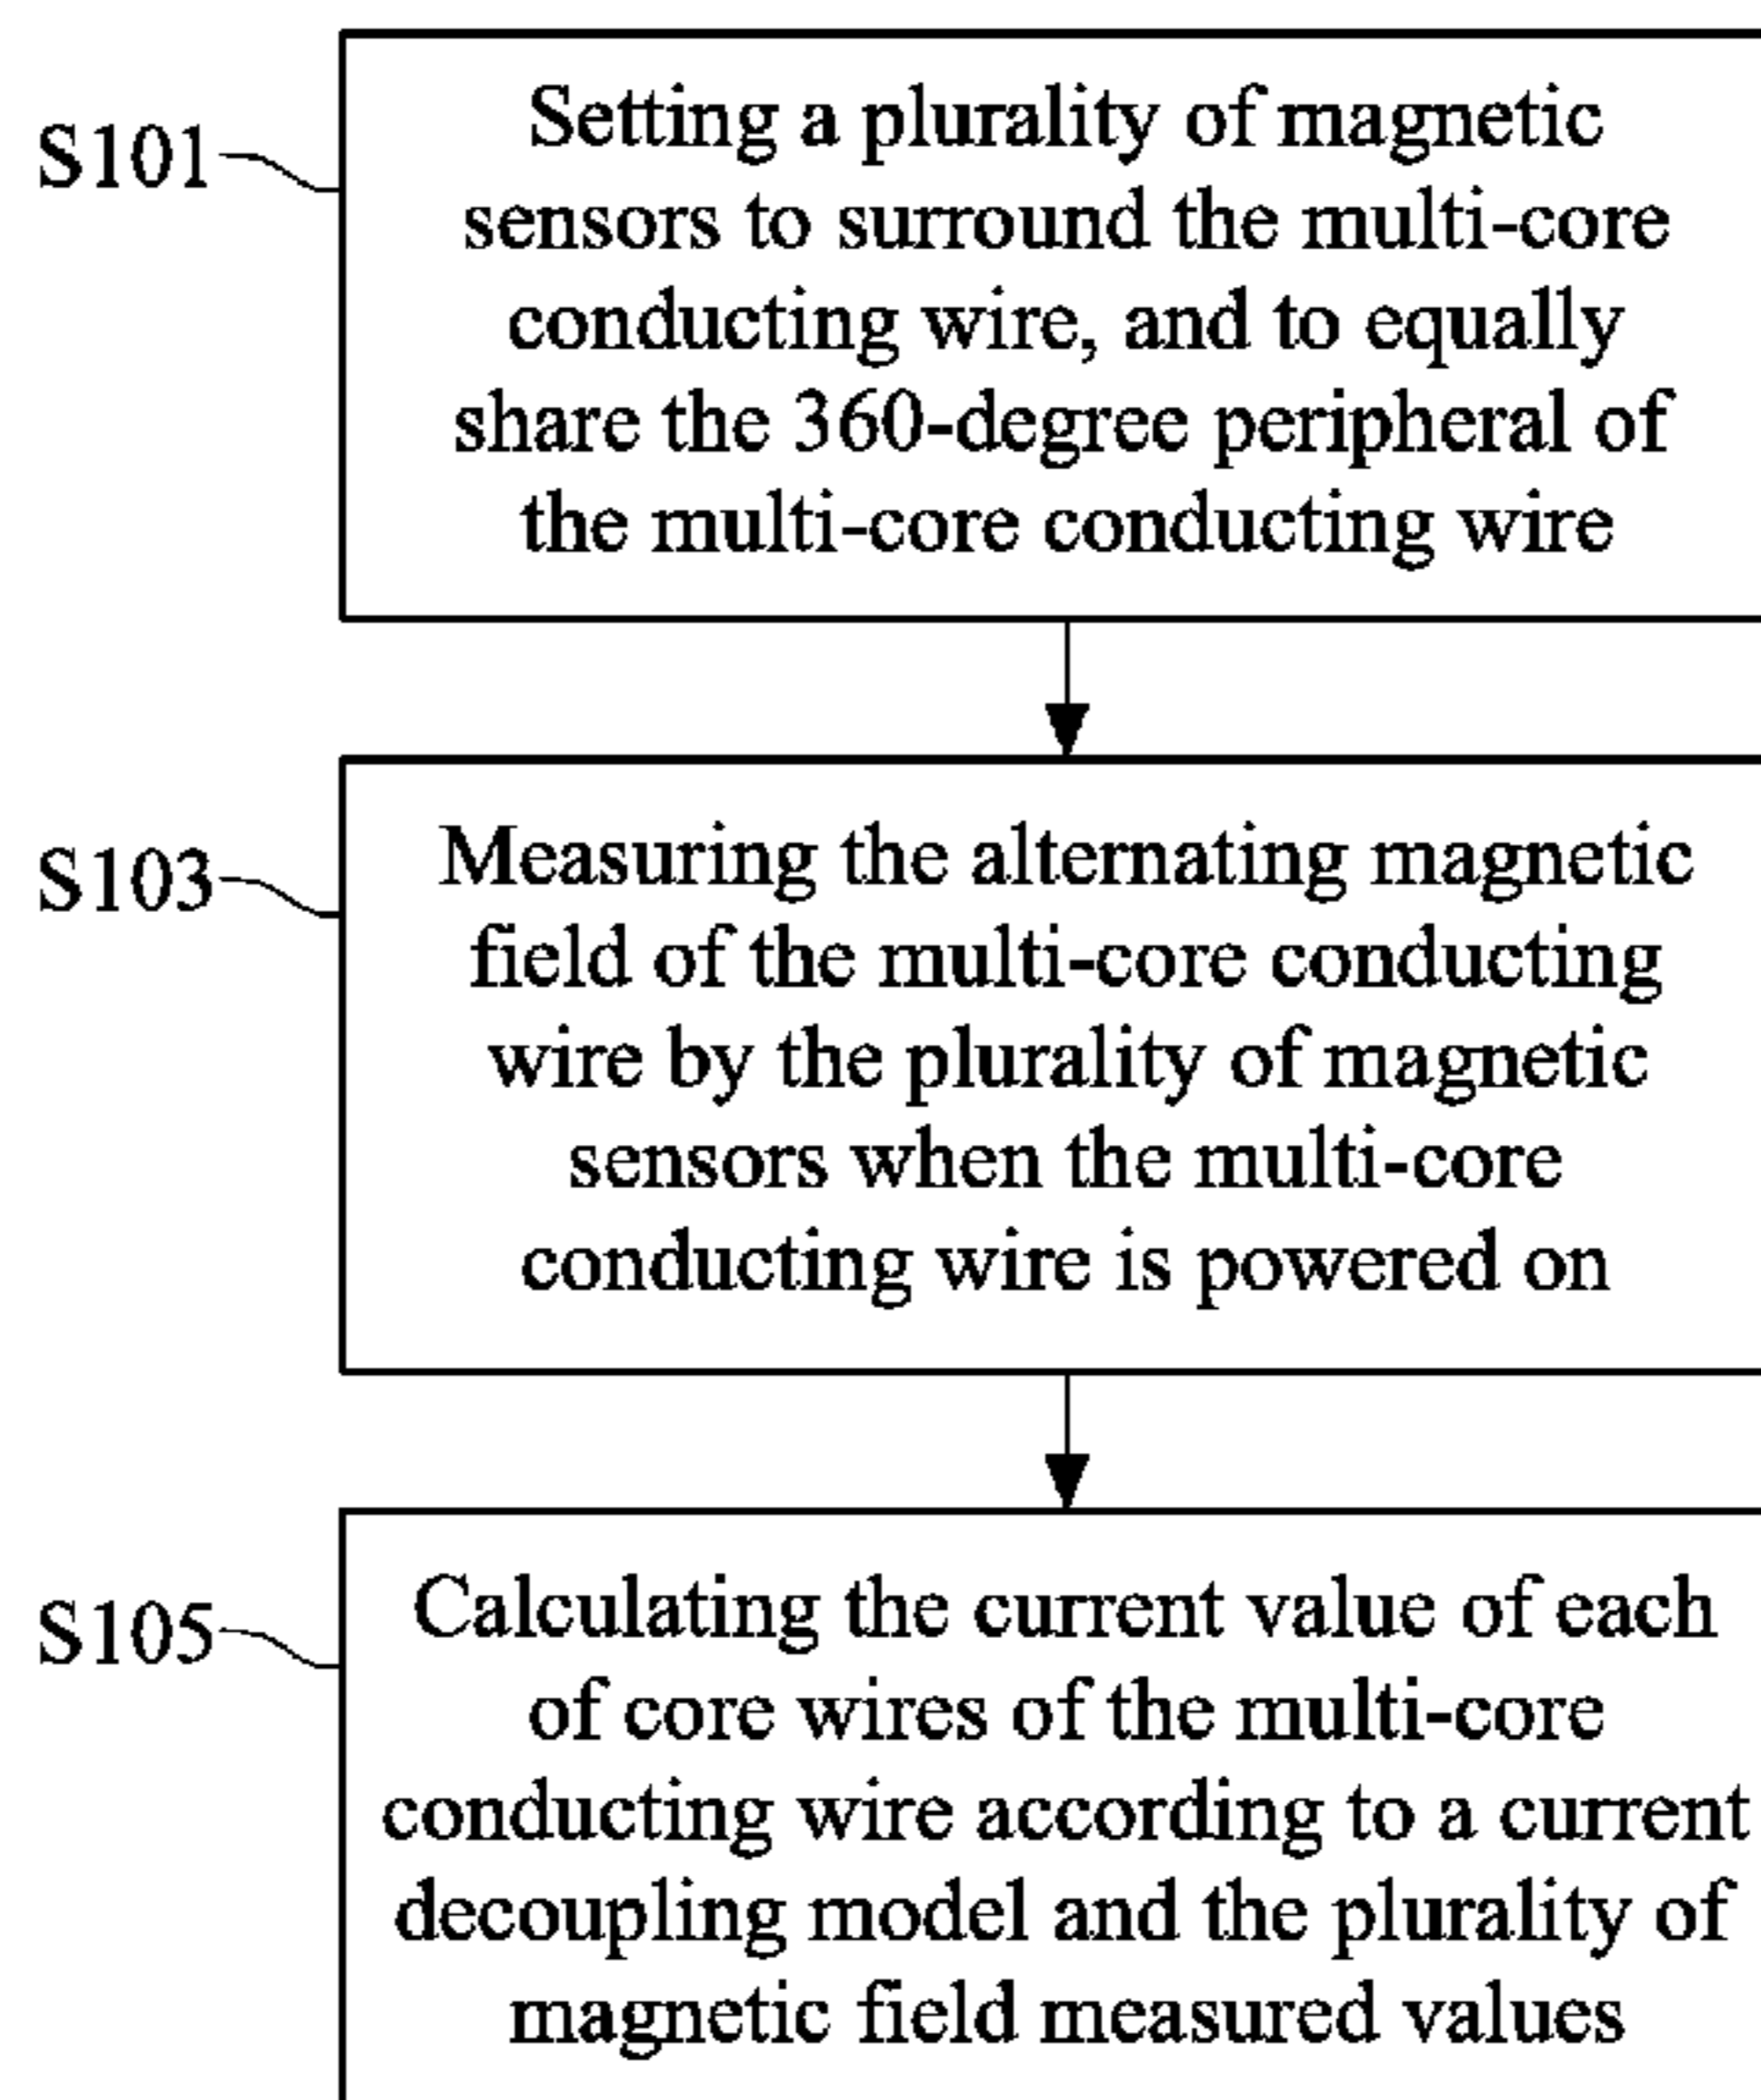 S101
Setting a plurality of magnetic
sensors to surround the multi-core
conducting wire, and to equally
share the 360-degree peripheral of
the multi-core conducting wire
S103
Measuring the alternating magnetic
field of the multi-core conducting
wire by the plurality of magnetic
sensors when the multi-core
conducting wire is powered on
S105
Calculating the current value of each
of core wires of the multi-core
conducting wire according to a current
decoupling model and the plurality of
magnetic field measured values